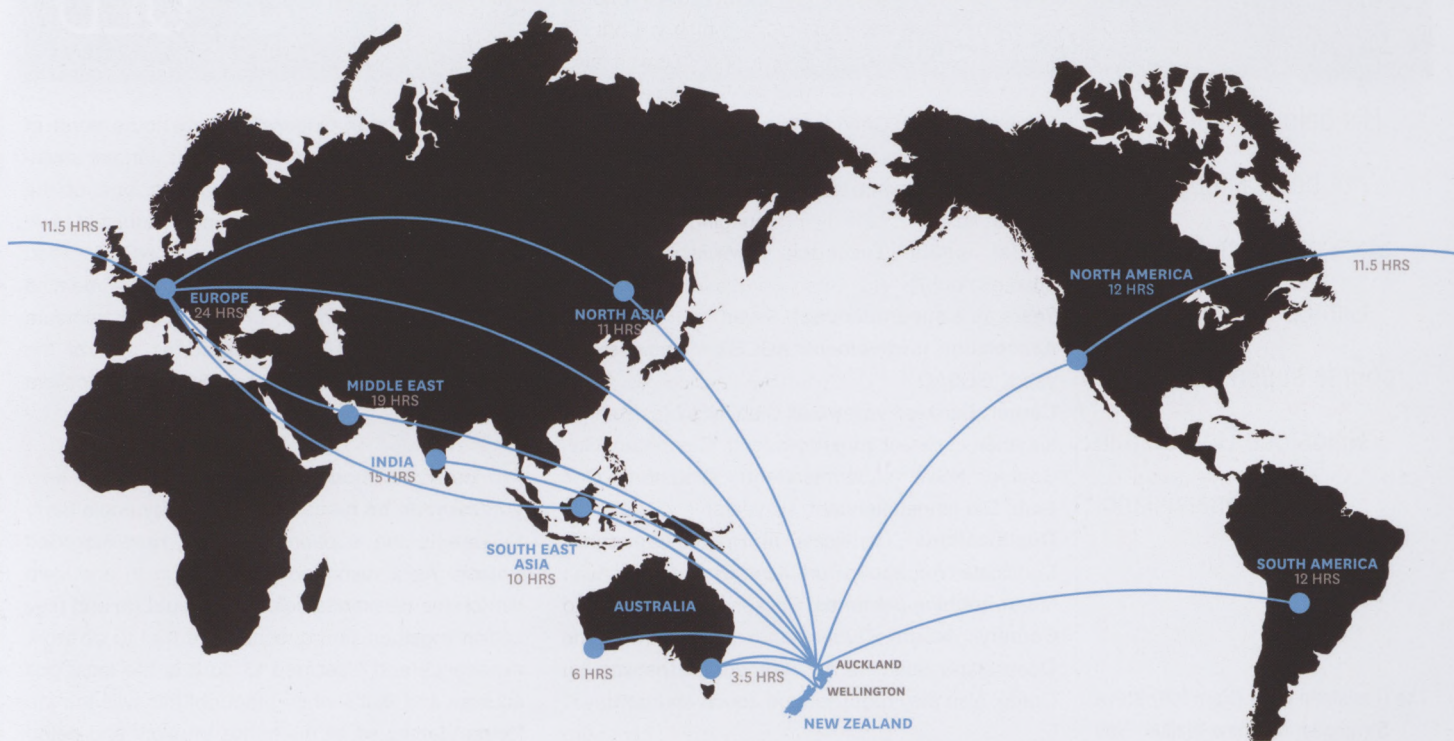 11.5 HRS
EUROPE
24 HRS
NORTH ASIA
11 HRS
NORTH AMERICA
12 HRS
11.5 HRS
MIDDLE EAST
19 HRS
INDIA
15 HRS
SOUTH EAST
ASIA
10 HRS
SOUTH AMERICA
12 HRS
AUSTRALIA
6 HRS
3.5 HRS
AUCKLAND
WELLINGTON
NEW ZEALAND